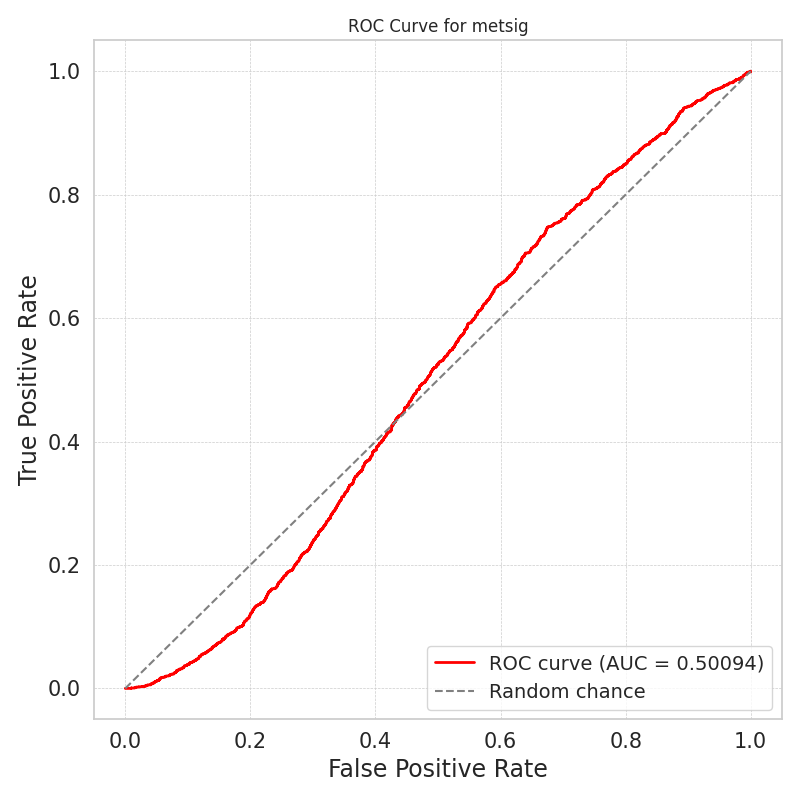 ROC Curve for metsig
1.0
0.8
0.6
0.4
0.2
0.0
True Positive Rate
ROC curve (AUC = 0.50094)
Random chance
0.0 0.2 0.4 0.6 0.8 1.0
False Positive Rate